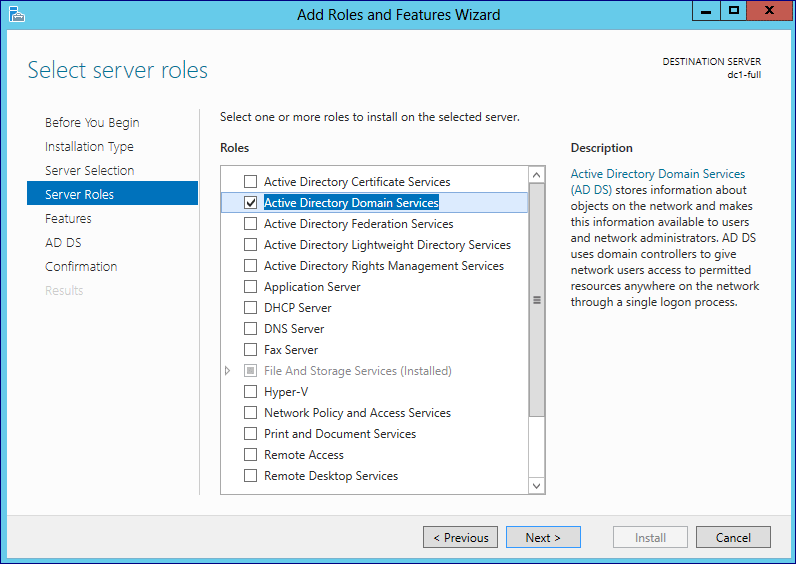 Add Roles and Features Wizard
Select server roles
DESTINATION SERVER
dc1-full
Before You Begin
Installation Type
Server Selection
Server Roles
Features
AD DS
Confirmation
Results
Select one or more roles to install on the selected server.
Roles
Active Directory Certificate Services
Active Directory Domain Services
Active Directory Federation Services
Active Directory Lightweight Directory Services
Active Directory Rights Management Services
Application Server
DHCP Server
DNS Server
Fax Server
File And Storage Services (Installed)
Hyper-V
Network Policy and Access Services
Print and Document Services
Remote Access
Remote Desktop Services
Description
Active Directory Domain Services
(AD DS) stores information about
objects on the network and makes
this information available to users
and network administrators. AD DS
uses domain controllers to give
network users access to permitted
resources anywhere on the network
through a single logon process.
< Previous
Next >
Install
Cancel